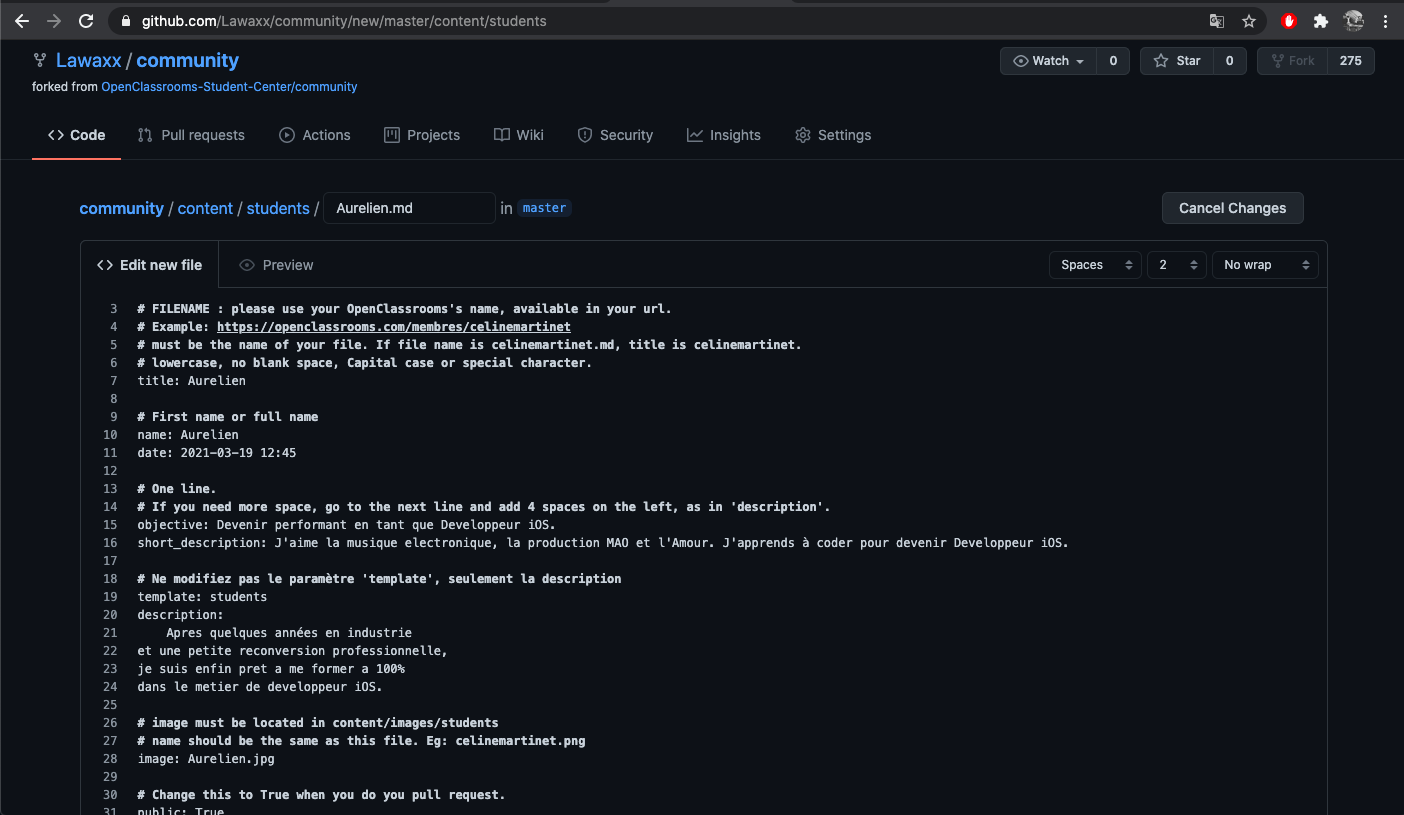 github.com/Lawaxx/community/new/master/content/students
Lawaxx / community
Watch 0 Star 0 Fork 275
forked from OpenClassrooms-Student-Center/community
Code Pull requests Actions Projects Wiki Security Insights Settings
community / content / students / Aurelien.md in master Cancel Changes
<> Edit new file Preview Spaces 2 No wrap
3 # FILENAME : please use your OpenClassrooms's name, available in your url.
4 # Example: https://openclassrooms.com/membres/celinemartinet
5 # must be the name of your file. If file name is celinemartinet.md, title is celinemartinet.
6 # lowercase, no blank space, Capital case or special character.
7 title: Aurelien
8
9 # First name or full name
10 name: Aurelien
11 date: 2021-03-19 12:45
12
13 # One line.
14 # If you need more space, go to the next line and add 4 spaces on the left, as in 'description'.
15 objective: Devenir performant en tant que Developpeur iOS.
16 short_description: J'aime la musique electronique, la production MAO et l'Amour. J'apprends à coder pour devenir Developpeur iOS.
17
18 # Ne modifiez pas le paramètre 'template', seulement la description
19 template: students
20 description:
21     Apres quelques années en industrie
22 et une petite reconversion professionnelle,
23 je suis enfin pret a me former a 100%
24 dans le metier de developpeur iOS.
25
26 # image must be located in content/images/students
27 # name should be the same as this file. Eg: celinemartinet.png
28 image: Aurelien.jpg
29
30 # Change this to True when you do you pull request.
31 public: True